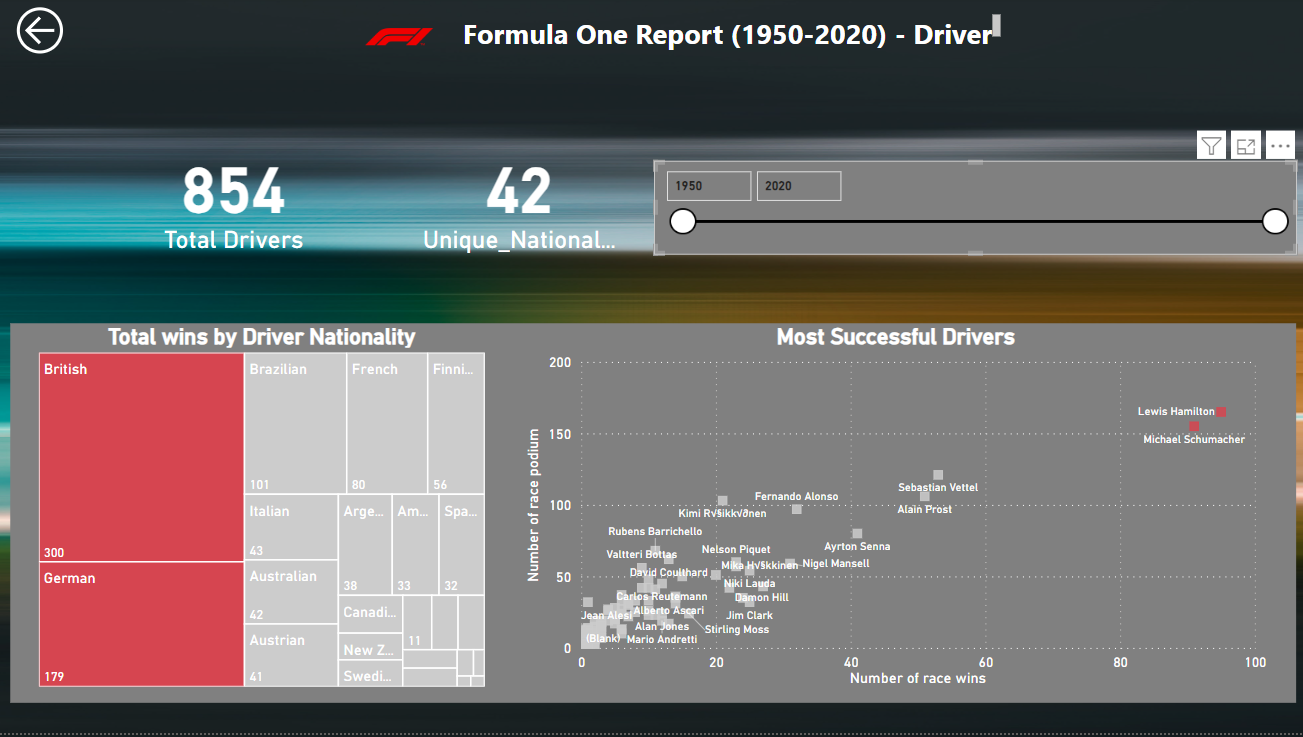 Formula One Report (1950-2020) - Driver
854
Total Drivers
42
Unique_National...
1950
2020
Total wins by Driver Nationality
British
300
German
179
Brazilian
101
French
80
Finni...
56
Italian
43
Australian
42
Austrian
41
Arge...
38
Am...
33
Spa...
32
Canadi...
New Z...
Swedi...
11
Most Successful Drivers
Number of race podium
200
150
100
50
0
Lewis Hamilton
Michael Schumacher
Sebastian Vettel
Alain Prost
Fernando Alonso
Kimi R√§ikk√∂nen
Rubens Barrichello
Ayrton Senna
Valtteri Bottas
Nelson Piquet
Mika H√§kkinen
Nigel Mansell
David Coulthard
Niki Lauda
Carlos Reutemann
Damon Hill
Alberto Ascari
Jean Alesi
Jim Clark
Alan Jones
Stirling Moss
(Blank)
Mario Andretti
0
20
40
60
80
100
Number of race wins